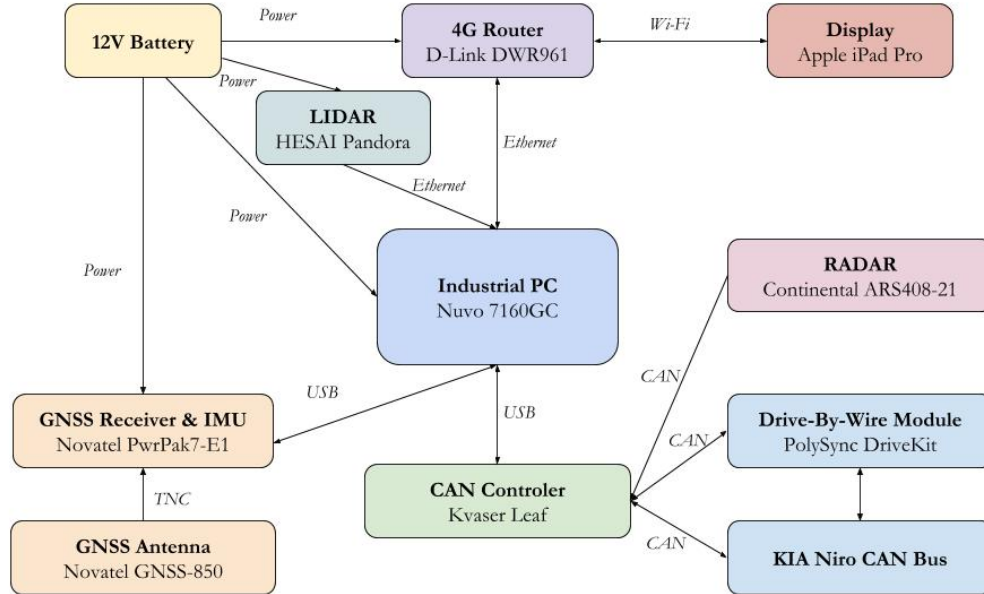 12V Battery
Power
4G Router
D-Link DWR961
Wi-Fi
Display
Apple iPad Pro
Power
LIDAR
HESAI Pandora
Ethernet
Ethernet
Power
Power
Industrial PC
Nuvo 7160GC
RADAR
Continental ARS408-21
CAN
USB
USB
GNSS Receiver & IMU
Novatel PwrPak7-E1
Drive-By-Wire Module
PolySync DriveKit
CAN
CAN Controler
Kvaser Leaf
TNC
CAN
GNSS Antenna
Novatel GNSS-850
KIA Niro CAN Bus